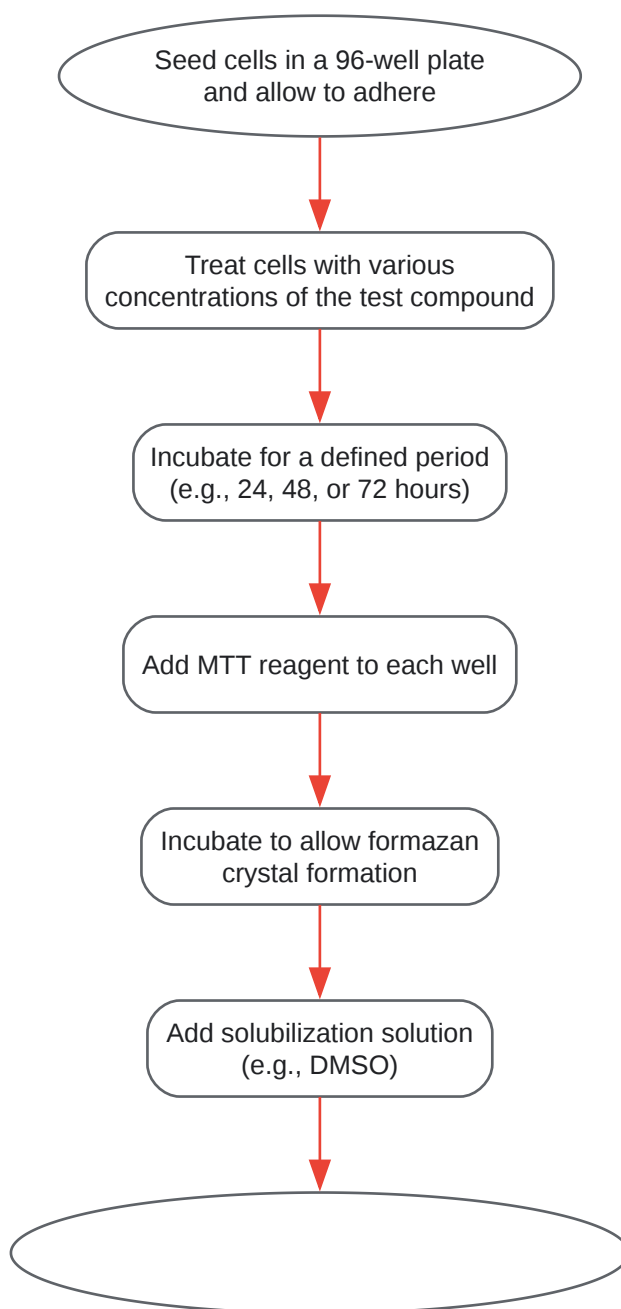 Seed cells in a 96-well plate
and allow to adhere
Treat cells with various
concentrations of the test compound
Incubate for a defined period
(e.g., 24, 48, or 72 hours)
Add MTT reagent to each well
Incubate to allow formazan
crystal formation
Add solubilization solution
(e.g., DMSO)